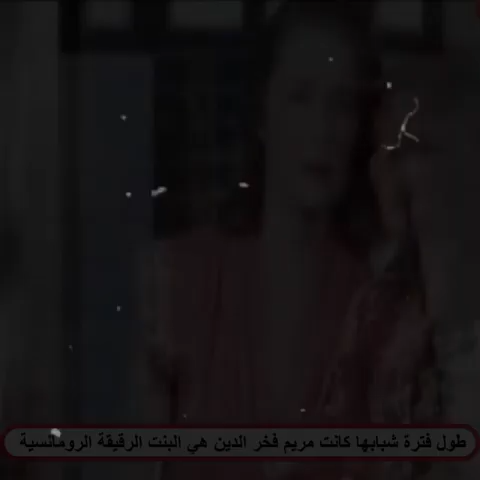 طول فترة شبابها كانت مريم فخر الدين هي البنت الرقيقة الرومانسية